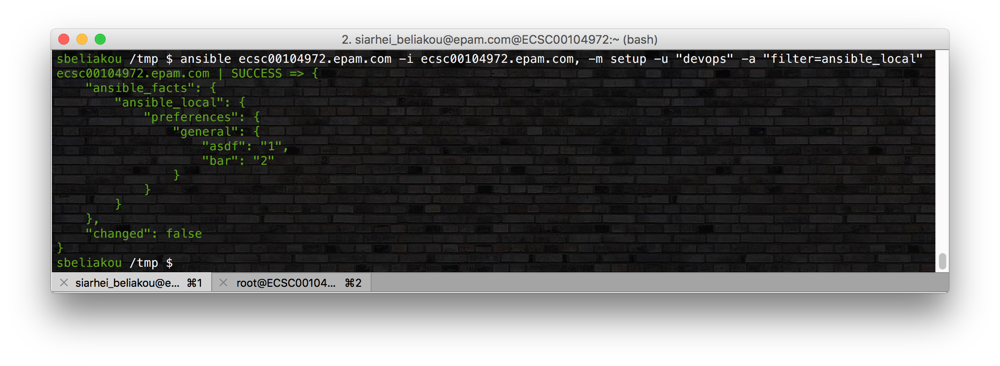 2. siarhei_beliakou@epam.com@ECSC00104972:~ (bash)
sbeliakou /tmp $ ansible ecsc00104972.epam.com -i ecsc00104972.epam.com, -m setup -u "devops" -a "filter=ansible_local"
ecsc00104972.epam.com | SUCCESS => {
    "ansible_facts": {
        "ansible_local": {
            "preferences": {
                "general": {
                    "asdf": "1",
                    "bar": "2"
                }
            }
        }
    },
    "changed": false
}
sbeliakou /tmp $
siarhei_beliakou@e... ⌘1 root@ECSC00104... ⌘2